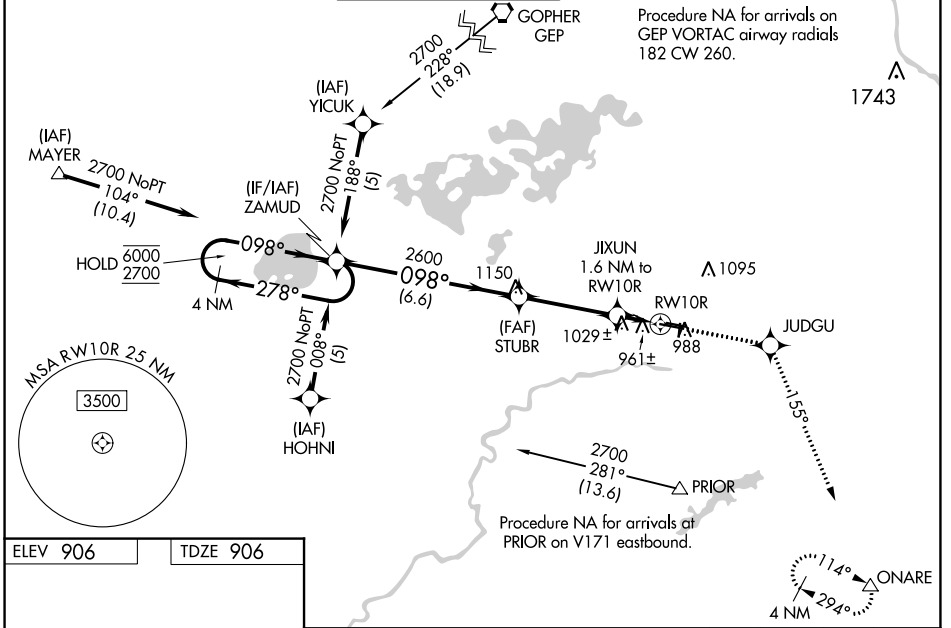 GOPHER
GEP
Procedure NA for arrivals on
GEP VORTAC airway radials
182 CW 260.
1743
2700
228°
(18.9)
(IAF)
YICUK
(IAF)
MAYER
2700 NoPT
104°
(10.4)
2700 NoPT
188°
(5)
(IF/IAF)
ZAMUD
HOLD 6000
2700
098°
278°
4 NM
2600
098°
(6.6)
1150
(FAF)
STUBR
JIXUN
1.6 NM to
RW10R
1095
RW10R
1029±
961±
988
JUDGU
155°
2700 NoPT
008°
(5)
(IAF)
HOHNI
MSA RW10R 25 NM
3500
2700
281°
(13.6)
PRIOR
Procedure NA for arrivals at
PRIOR on V171 eastbound.
ELEV 906
TDZE 906
114°
ONARE
294°
4 NM